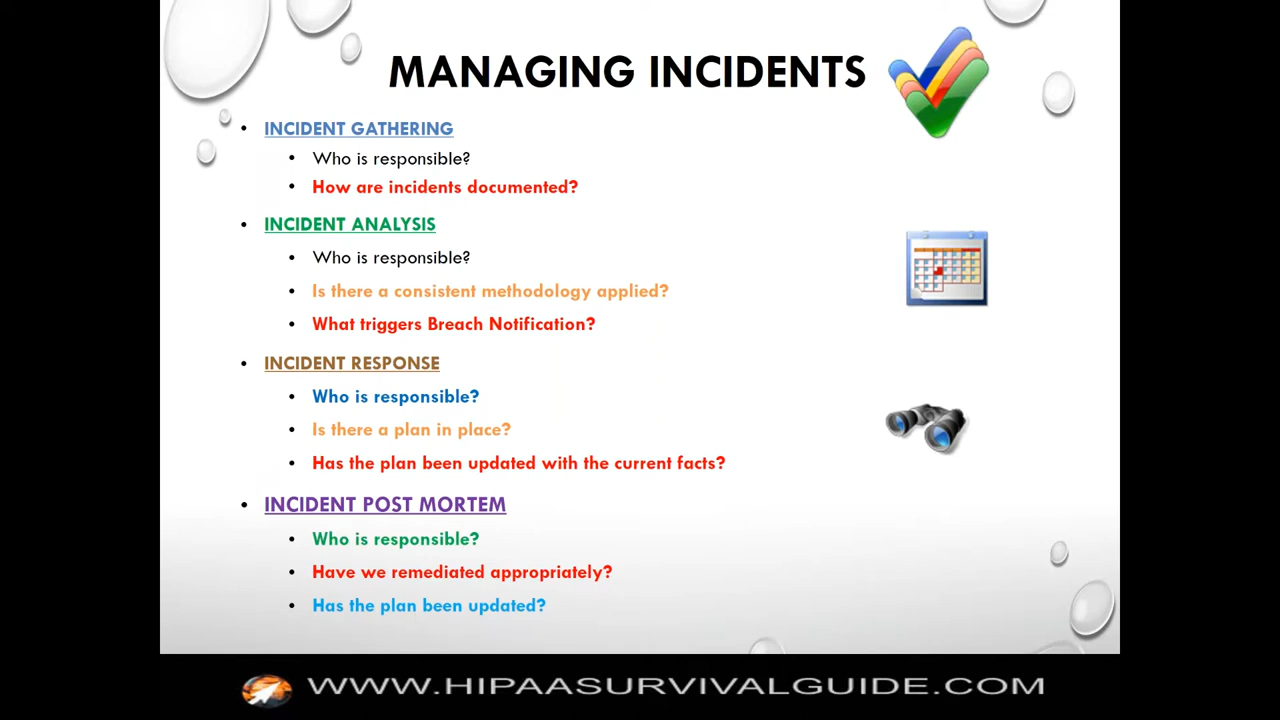 MANAGING INCIDENTS
• INCIDENT GATHERING
• Who is responsible?
• How are incidents documented?
• INCIDENT ANALYSIS
• Who is responsible?
• Is there a consistent methodology applied?
• What triggers Breach Notification?
• INCIDENT RESPONSE
• Who is responsible?
• Is there a plan in place?
• Has the plan been updated with the current facts?
• INCIDENT POST MORTEM
• Who is responsible?
• Have we remediated appropriately?
• Has the plan been updated?
WWW.HIPAASURVIVALGUIDE.COM